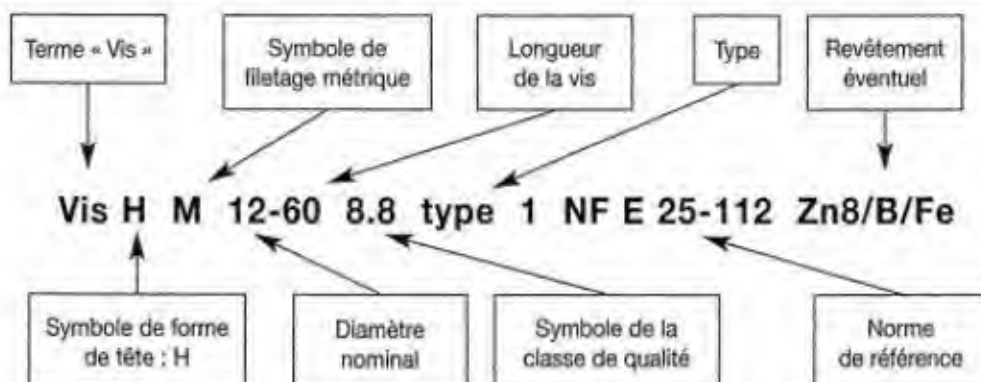 Terme « Vis »
Symbole de
filetage métrique
Longueur
de la vis
Type
Revêtement
éventuel
Vis H M 12-60 8.8 type 1 NF E 25-112 Zn8/B/Fe
Symbole de forme
de tête : H
Diamètre
nominal
Symbole de la
classe de qualité
Norme
de référence